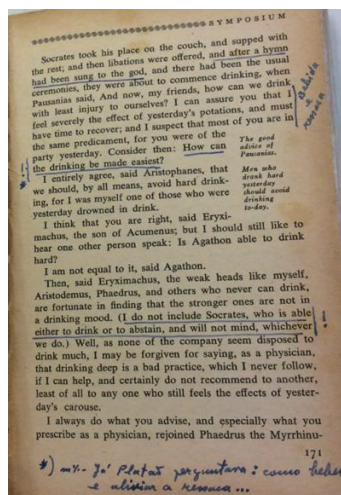 SYMPOSIUM
Socrates took his place on the couch, and supped with
the rest; and then libations were offered, and after a hymn
had been sung to the god, and there had been the usual
ceremonies, they were about to commence drinking, when
Pausanias said, And now, my friends, how can we drink
with least injury to ourselves? I can assure you that I
feel severely the effect of yesterday's potations, and must
have time to recover; and I suspect that most of you are in
the same predicament, for you were of the
party yesterday. Consider then: How can
the drinking be made easiest?
Bebida
e
ressaca
The good
advice of
Pausanias.
*)
I entirely agree, said Aristophanes, that
we should, by all means, avoid hard drink-
ing, for I was myself one of those who were
yesterday drowned in drink.
Men who
drank hard
yesterday
should avoid
drinking
to-day.
I think that you are right, said Eryxi-
machus, the son of Acumenus; but I should still like to
hear one other person speak: Is Agathon able to drink
hard?
I am not equal to it, said Agathon.
Then, said Eryximachus, the weak heads like myself,
Aristodemus, Phaedrus, and others who never can drink,
are fortunate in finding that the stronger ones are not in
a drinking mood. (I do not include Socrates, who is able
either to drink or to abstain, and will not mind, whichever
we do.) Well, as none of the company seem disposed to
drink much, I may be forgiven for saying, as a physician,
that drinking deep is a bad practice, which I never follow,
if I can help, and certainly do not recommend to another,
least of all to any one who still feels the effects of yester-
day's carouse.
!
I always do what you advise, and especially what you
prescribe as a physician, rejoined Phaedrus the Myrrhinu-
171
*) Já Platão perguntava: como beber
e aliviar a ressaca...